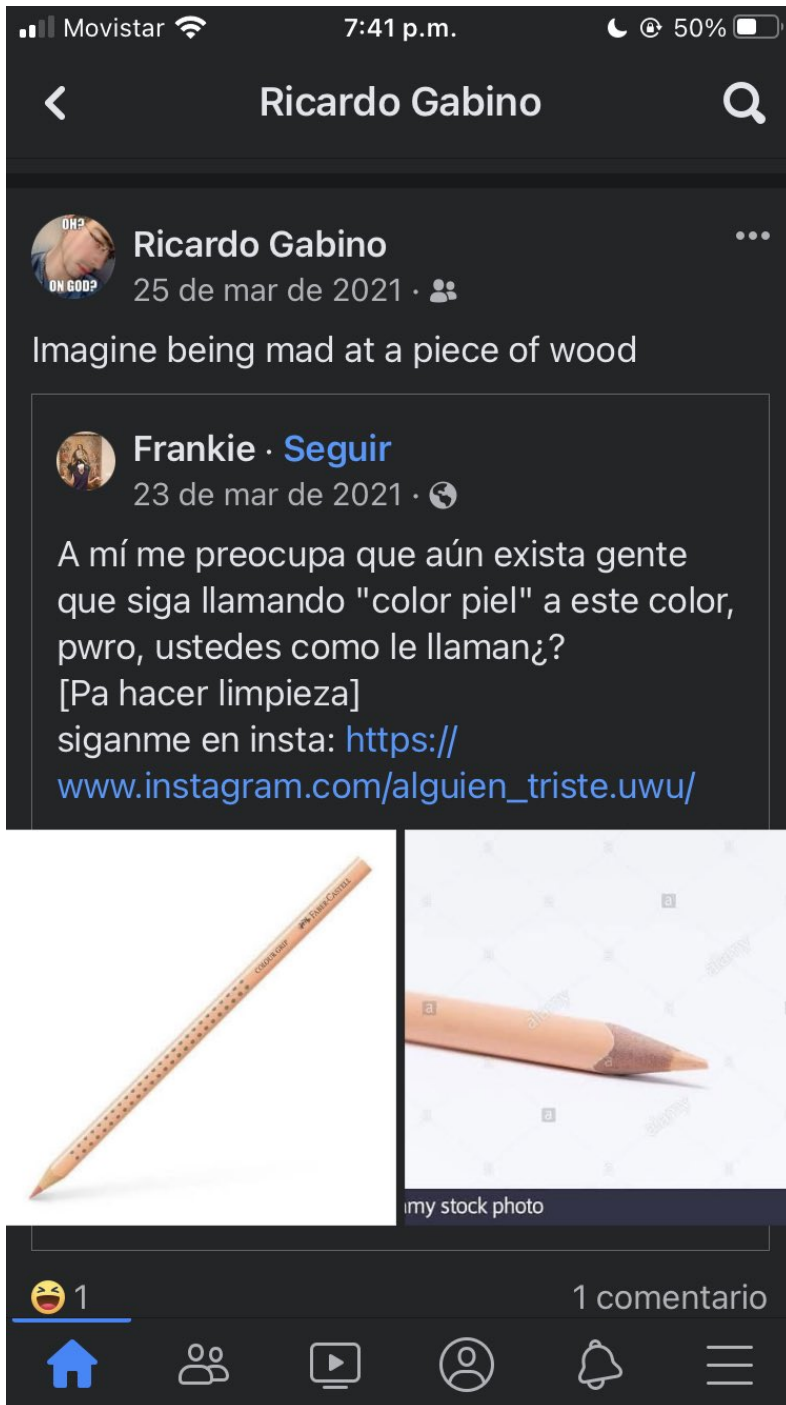 Movistar 7:41 p.m. 50%
Ricardo Gabino
OH?
ON GOD?
Ricardo Gabino
25 de mar de 2021 ·
Imagine being mad at a piece of wood
Frankie · Seguir
23 de mar de 2021 ·
A mí me preocupa que aún exista gente
que siga llamando "color piel" a este color,
pwro, ustedes como le llaman¿?
[Pa hacer limpieza]
siganme en insta: https://
www.instagram.com/alguien_triste.uwu/
COLOUR GRIP FABER-CASTELL
a
alamy
a
alamy
a
a
alamy
my stock photo
1 1 comentario